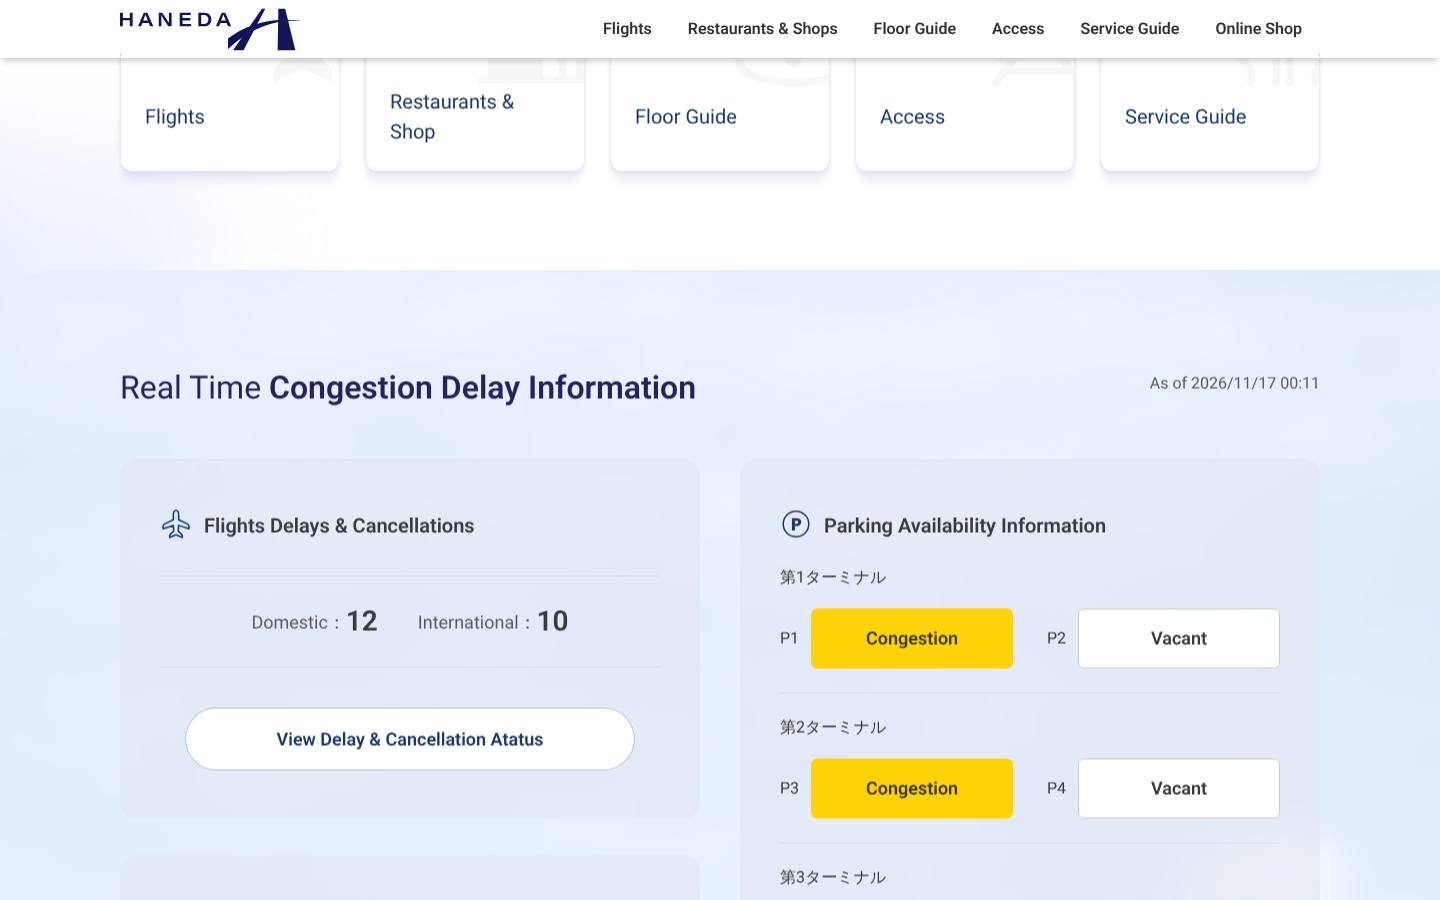 HANEDA
Flights
Restaurants & Shops
Floor Guide
Access
Service Guide
Online Shop
Flights
Restaurants &
Shop
Floor Guide
Access
Service Guide
Real Time Congestion Delay Information
As of 2026/11/17 00:11
Flights Delays & Cancellations
Domestic : 12
International : 10
View Delay & Cancellation Atatus
P Parking Availability Information
第1ターミナル
P1 Congestion
P2 Vacant
第2ターミナル
P3 Congestion
P4 Vacant
第3ターミナル